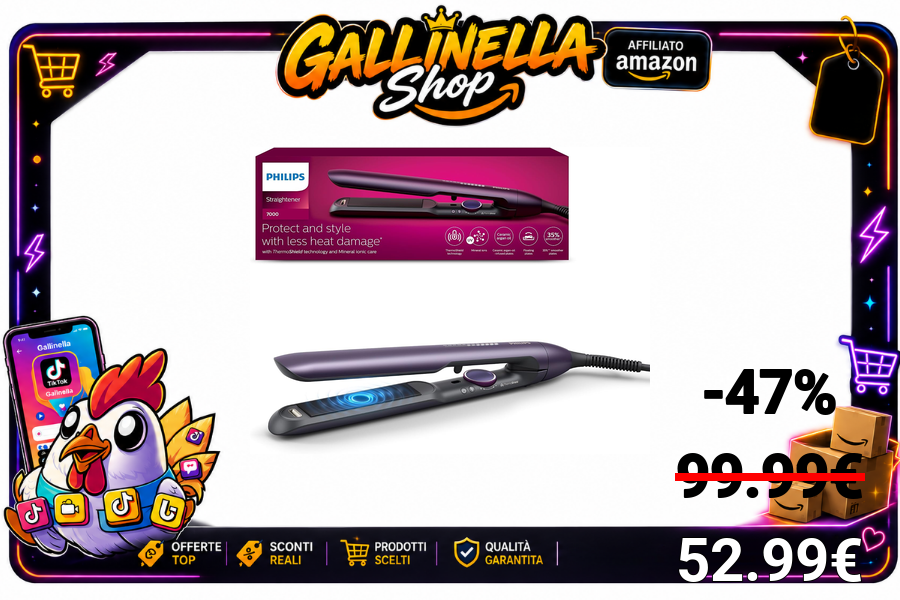 GALLINELLA
Shop
AFFILIATO
amazon
PHILIPS
Straightener
7000
Protect and style
with less heat damage*
with ThermoShield technology and Mineral ionic care
35%
Gallinella
TikTok
Gallinella
-47%
99.99€
52.99€
OFFERTE
TOP
SCONTI
REALI
PRODOTTI
SCELTI
QUALITÀ
GARANTITA